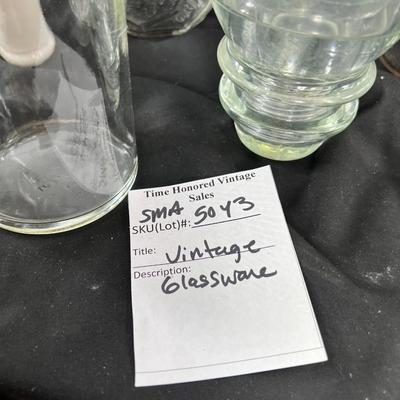 Time Honored Vintage
Sales
SMA
SKU(Lot)#: 5043
Title: Vintage
Description: Glassware